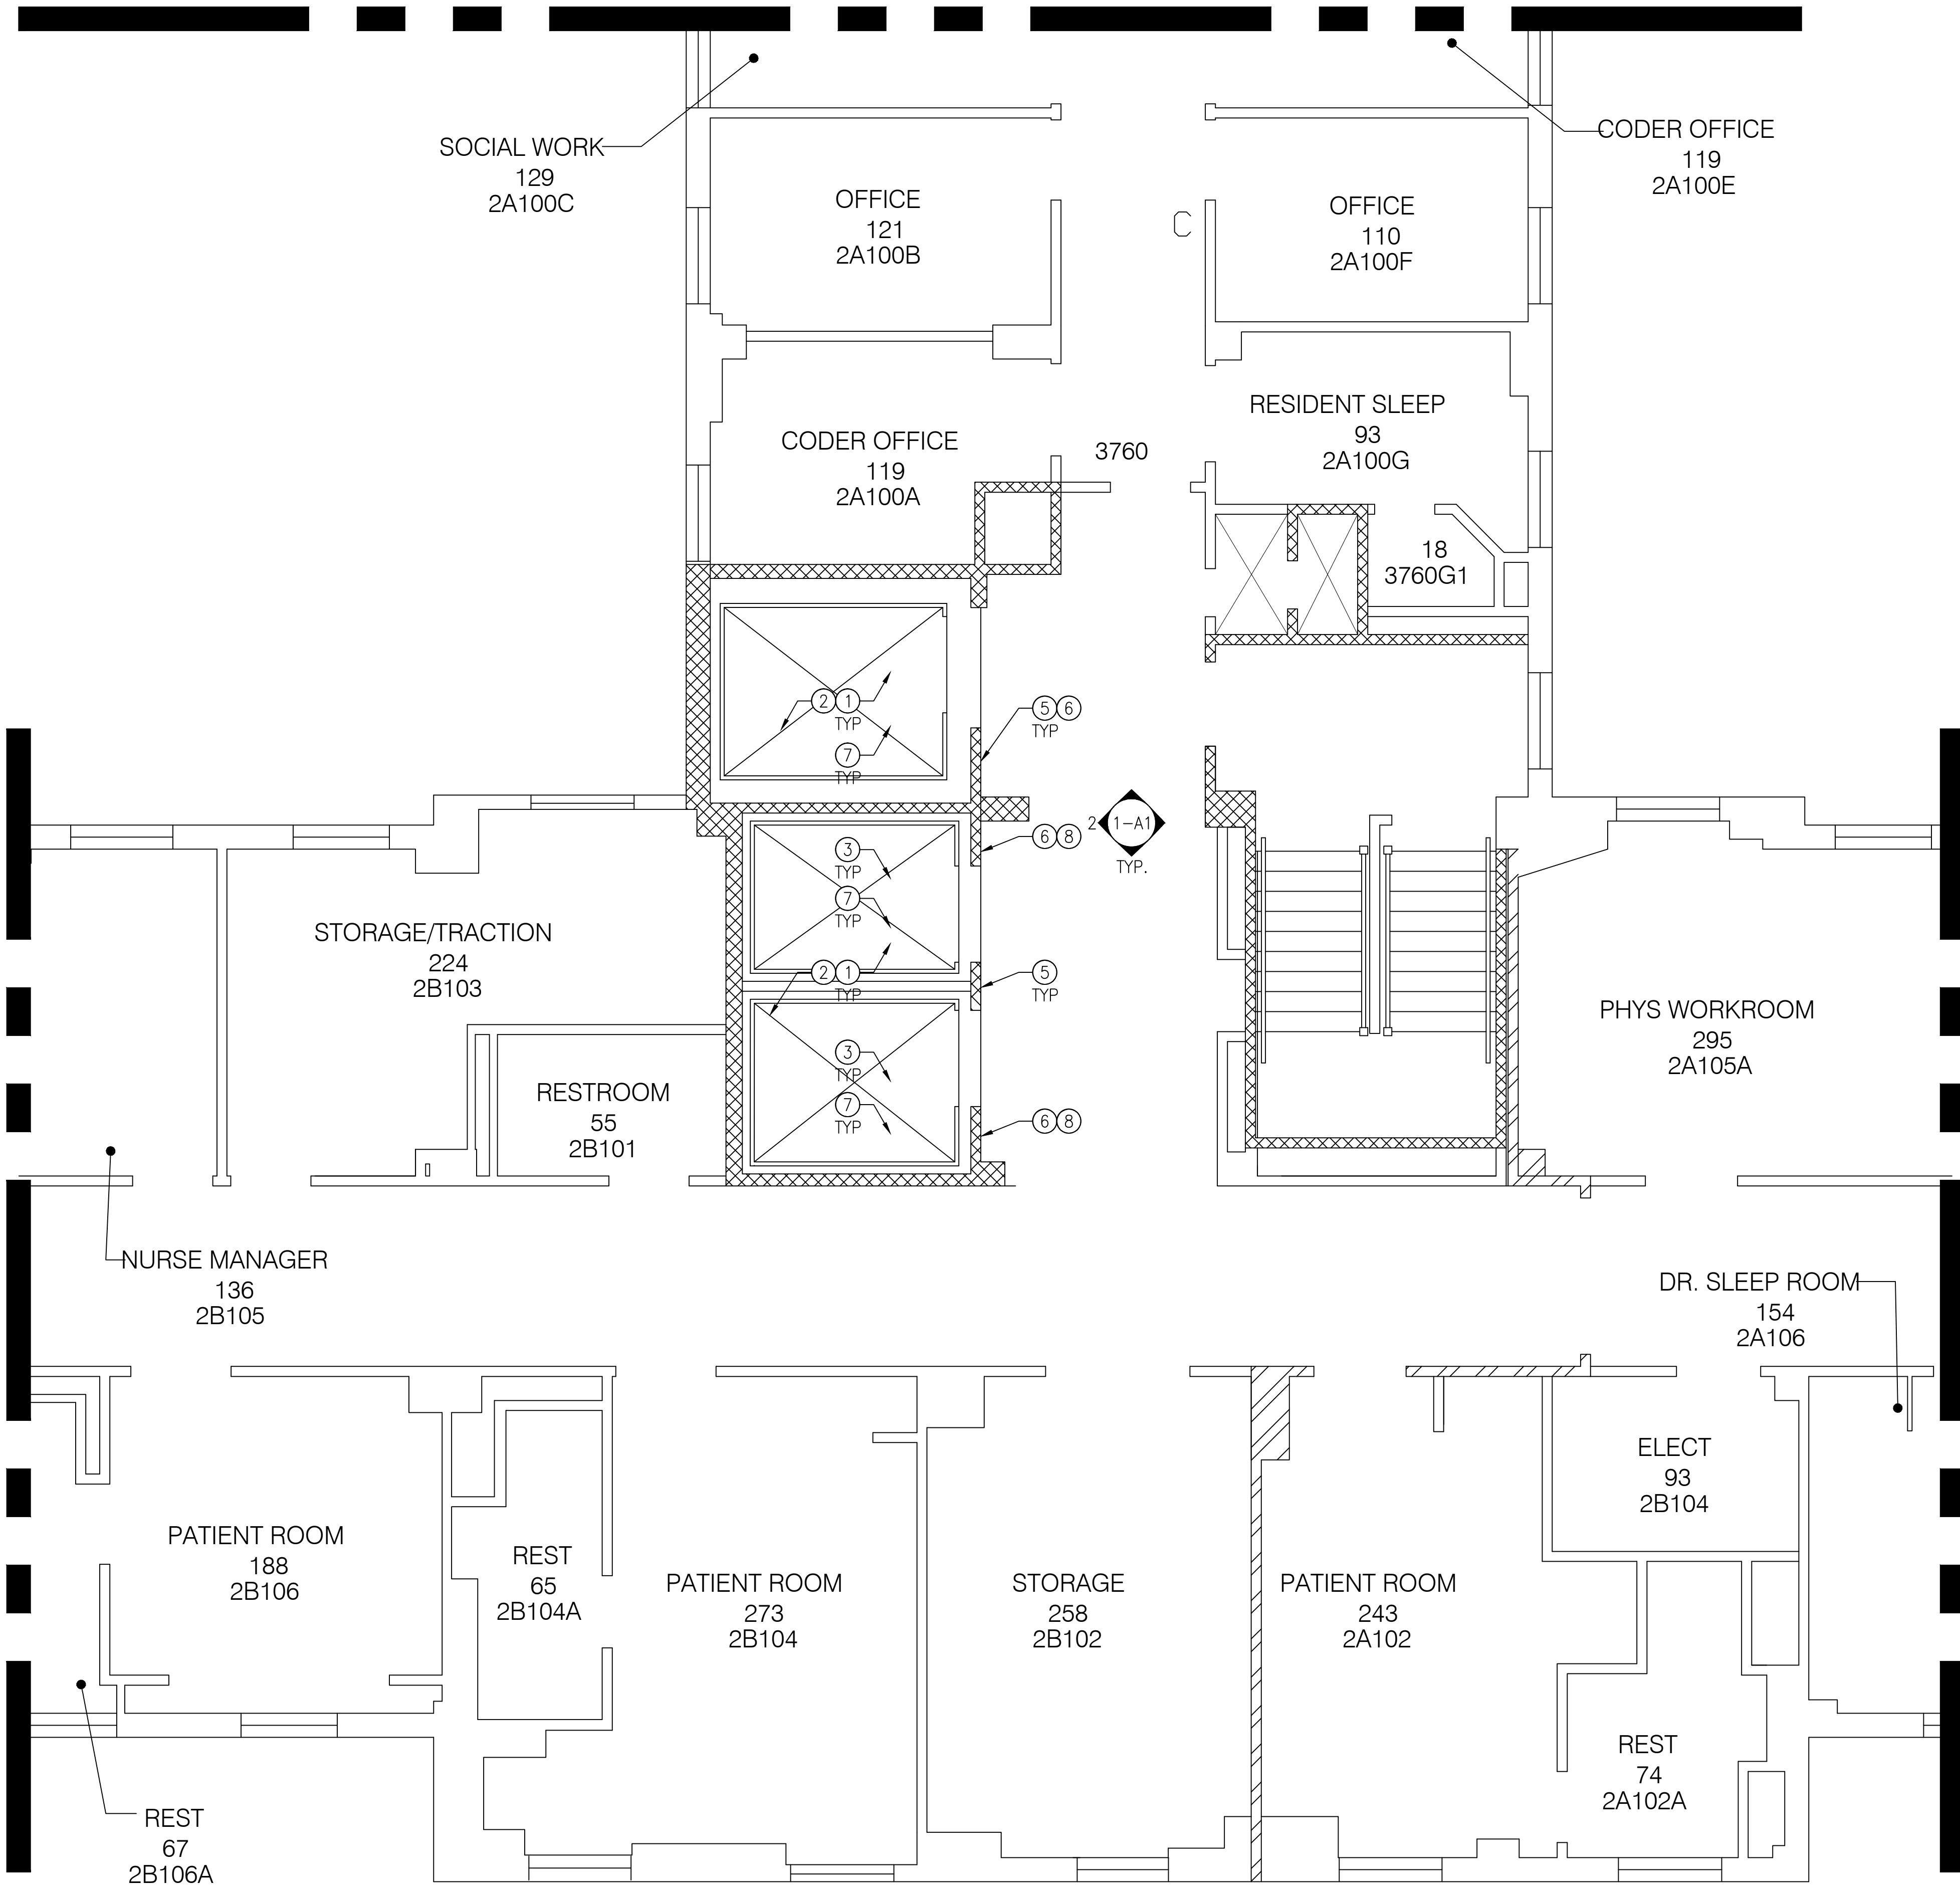 SOCIAL WORK
129
2A100C
CODER OFFICE
119
2A100E
OFFICE
121
2A100B
OFFICE
110
2A100F
C
CODER OFFICE
119
2A100A
3760
RESIDENT SLEEP
93
2A100G
18
3760G1
2 1
TYP
7
TYP
5 6
TYP
6 8
2 1-A1
TYP.
3
TYP
7
TYP
2 1
TYP
5
TYP
3
TYP
7
TYP
6 8
STORAGE/TRACTION
224
2B103
RESTROOM
55
2B101
PHYS WORKROOM
295
2A105A
NURSE MANAGER
136
2B105
DR. SLEEP ROOM
154
2A106
ELECT
93
2B104
PATIENT ROOM
188
2B106
REST
65
2B104A
PATIENT ROOM
273
2B104
STORAGE
258
2B102
PATIENT ROOM
243
2A102
REST
74
2A102A
REST
67
2B106A